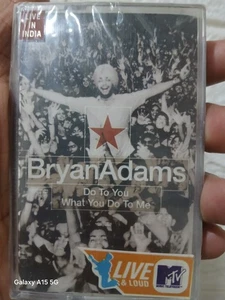 LIVE
IN
INDIA
BryanAdams
Do To You
What You Do To Me
LIVE
& LOUD
MTV
Galaxy A15 5G